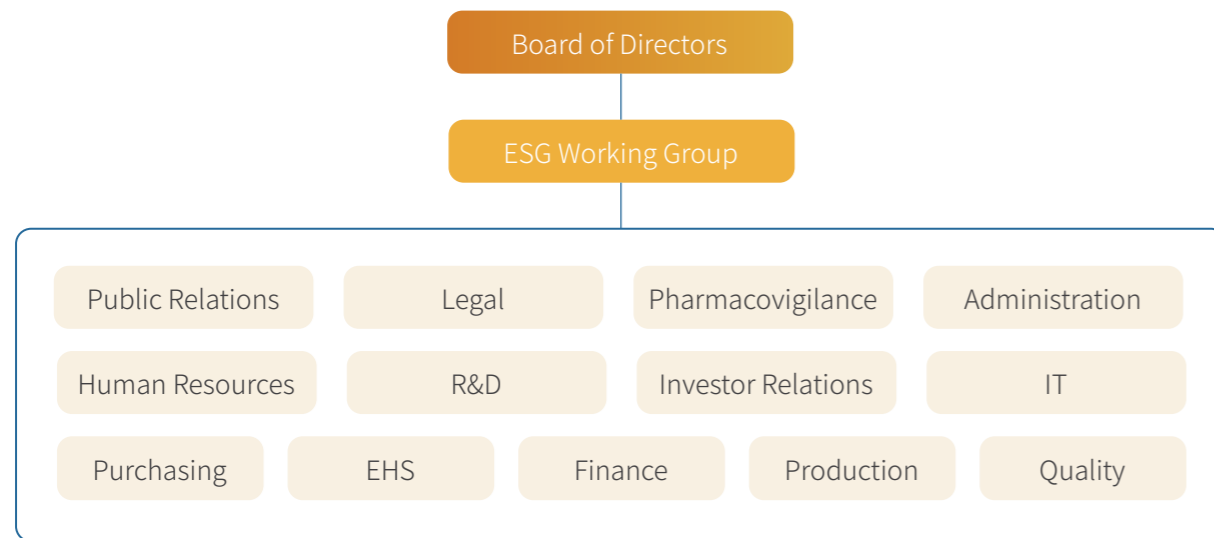 Board of Directors
ESG Working Group
Public Relations
Legal
Pharmacovigilance
Administration
Human Resources
R&D
Investor Relations
IT
Purchasing
EHS
Finance
Production
Quality